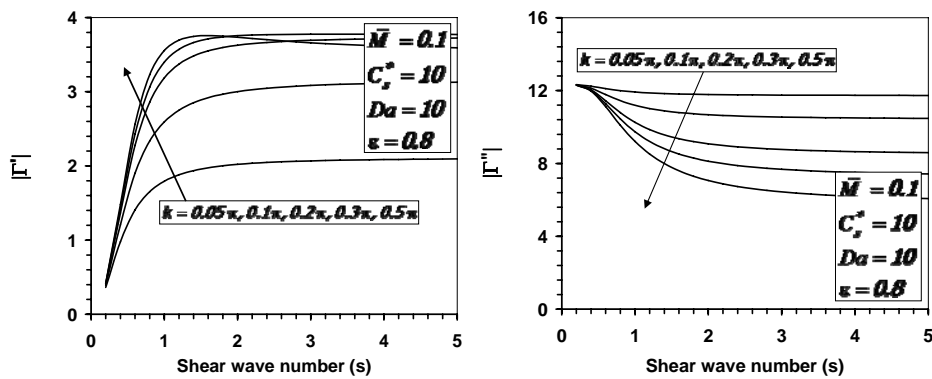 4
3
2
1
0
|Γ'|
M̄ = 0.1
C*s = 10
Da = 10
ε = 0.8
k = 0.05π, 0.1π, 0.2π, 0.3π, 0.5π
0 1 2 3 4 5
Shear wave number (s)
16
12
8
4
0
|Γ"|
k = 0.05π, 0.1π, 0.2π, 0.3π, 0.5π
M̄ = 0.1
C*s = 10
Da = 10
ε = 0.8
0 1 2 3 4 5
Shear wave number (s)